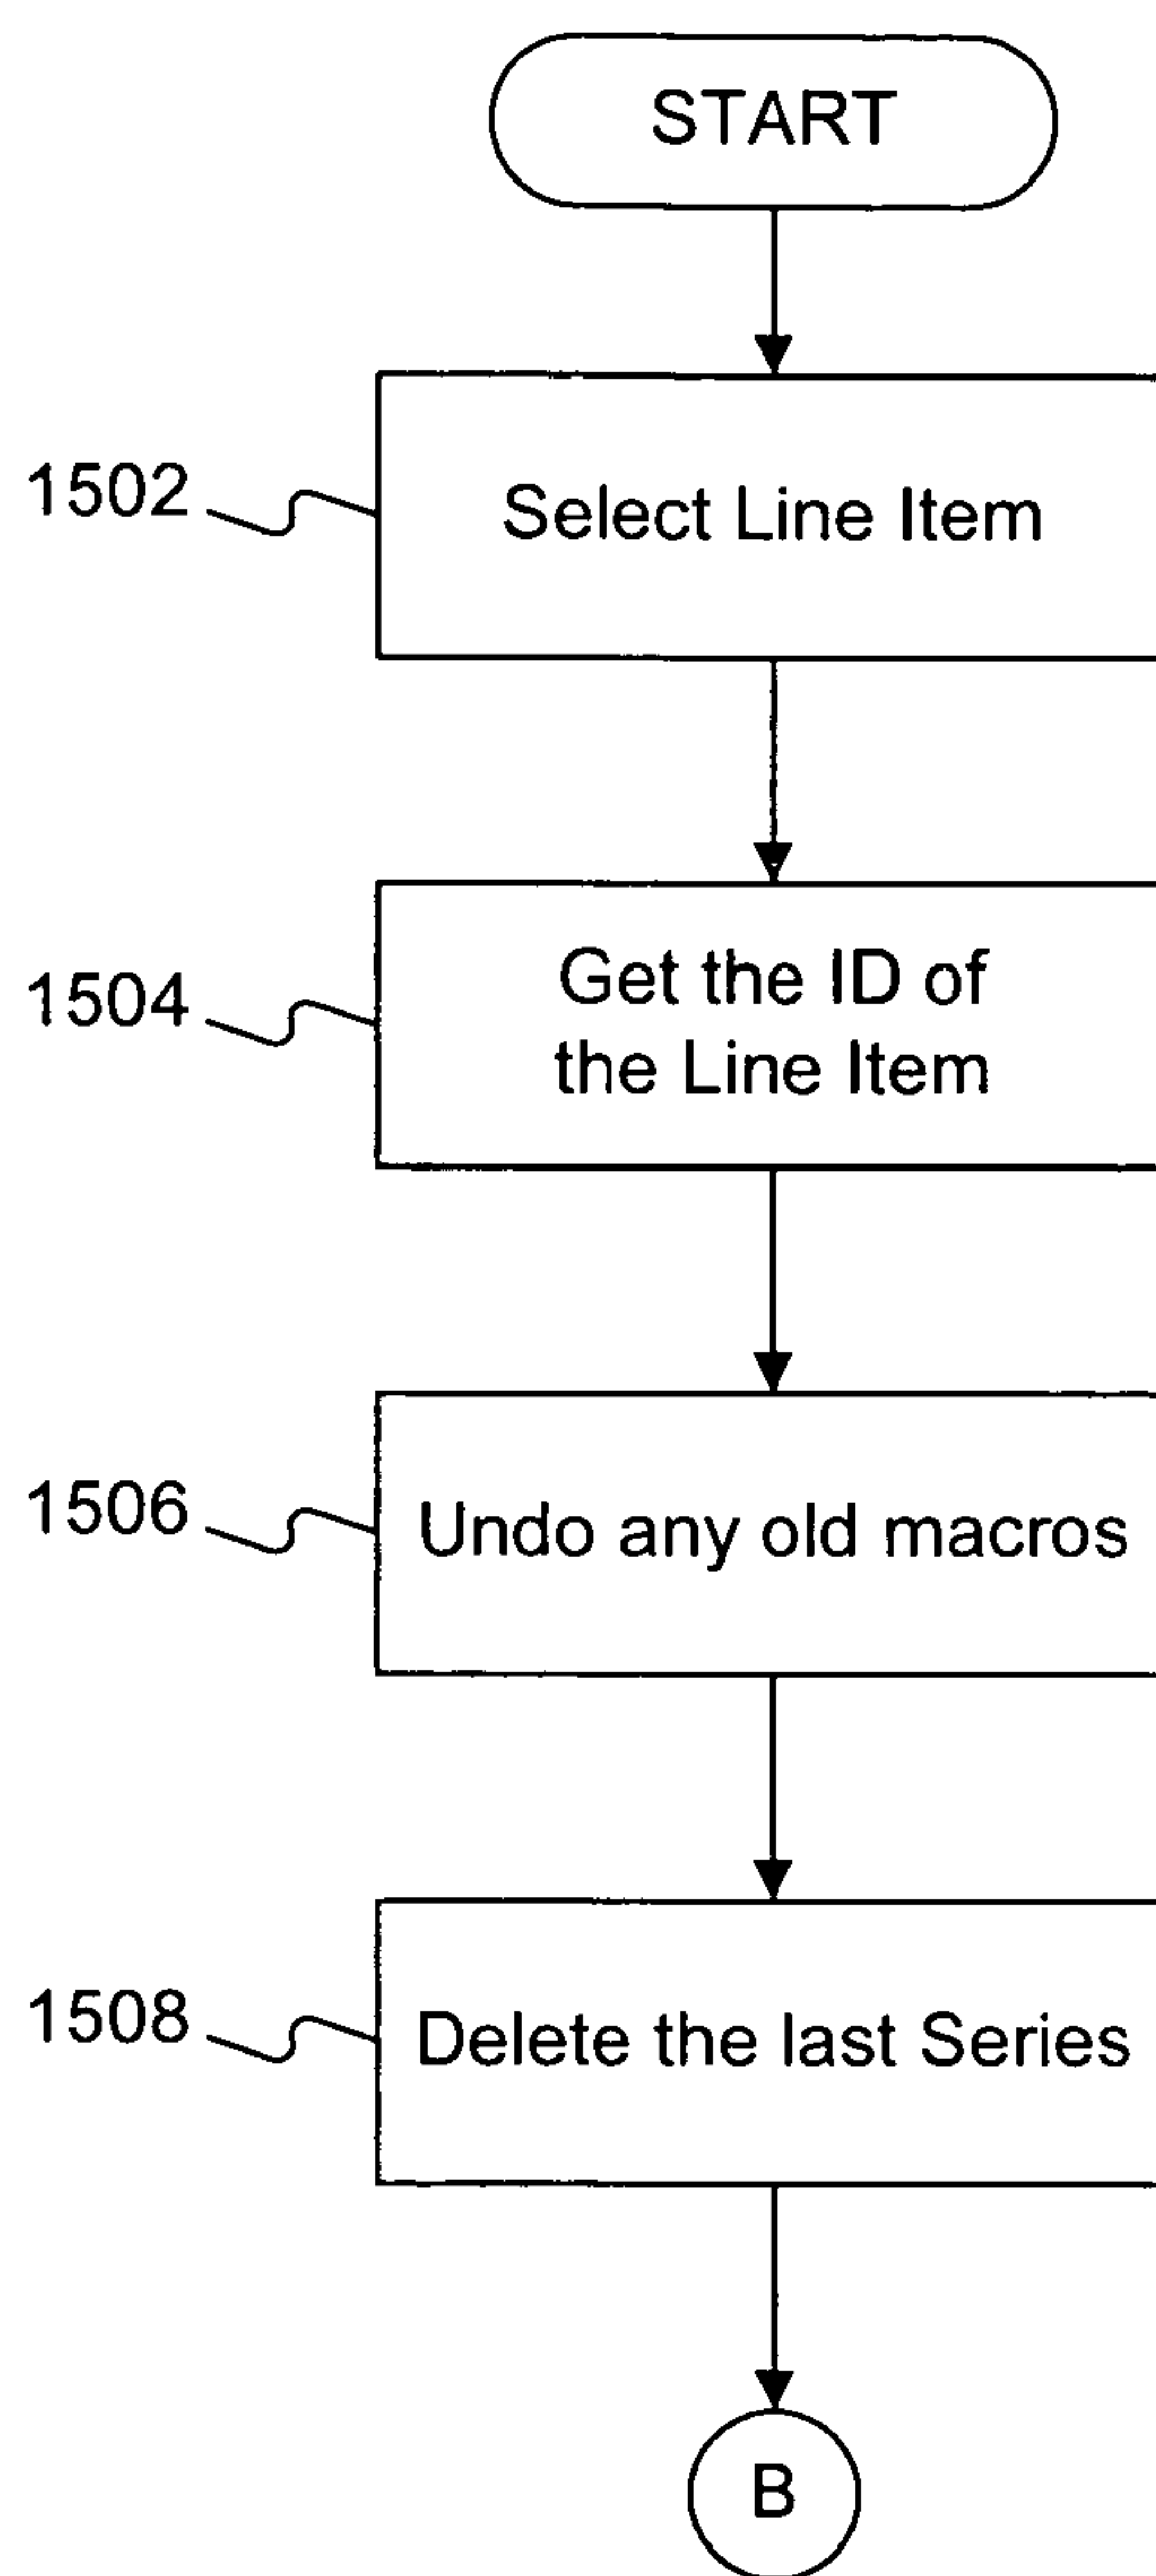 START
1502
Select Line Item
1504
Get the ID of
the Line Item
1506
Undo any old macros
1508
Delete the last Series
B